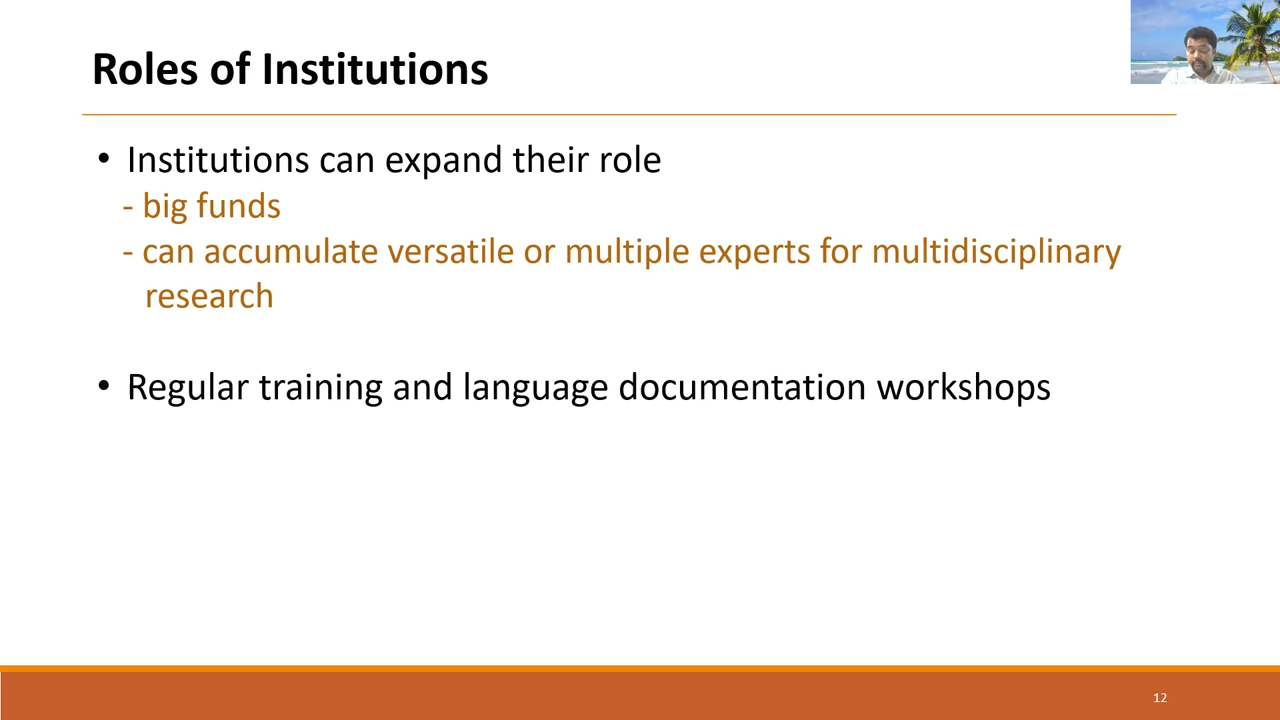 Roles of Institutions
• Institutions can expand their role
- big funds
- can accumulate versatile or multiple experts for multidisciplinary
research
• Regular training and language documentation workshops
12